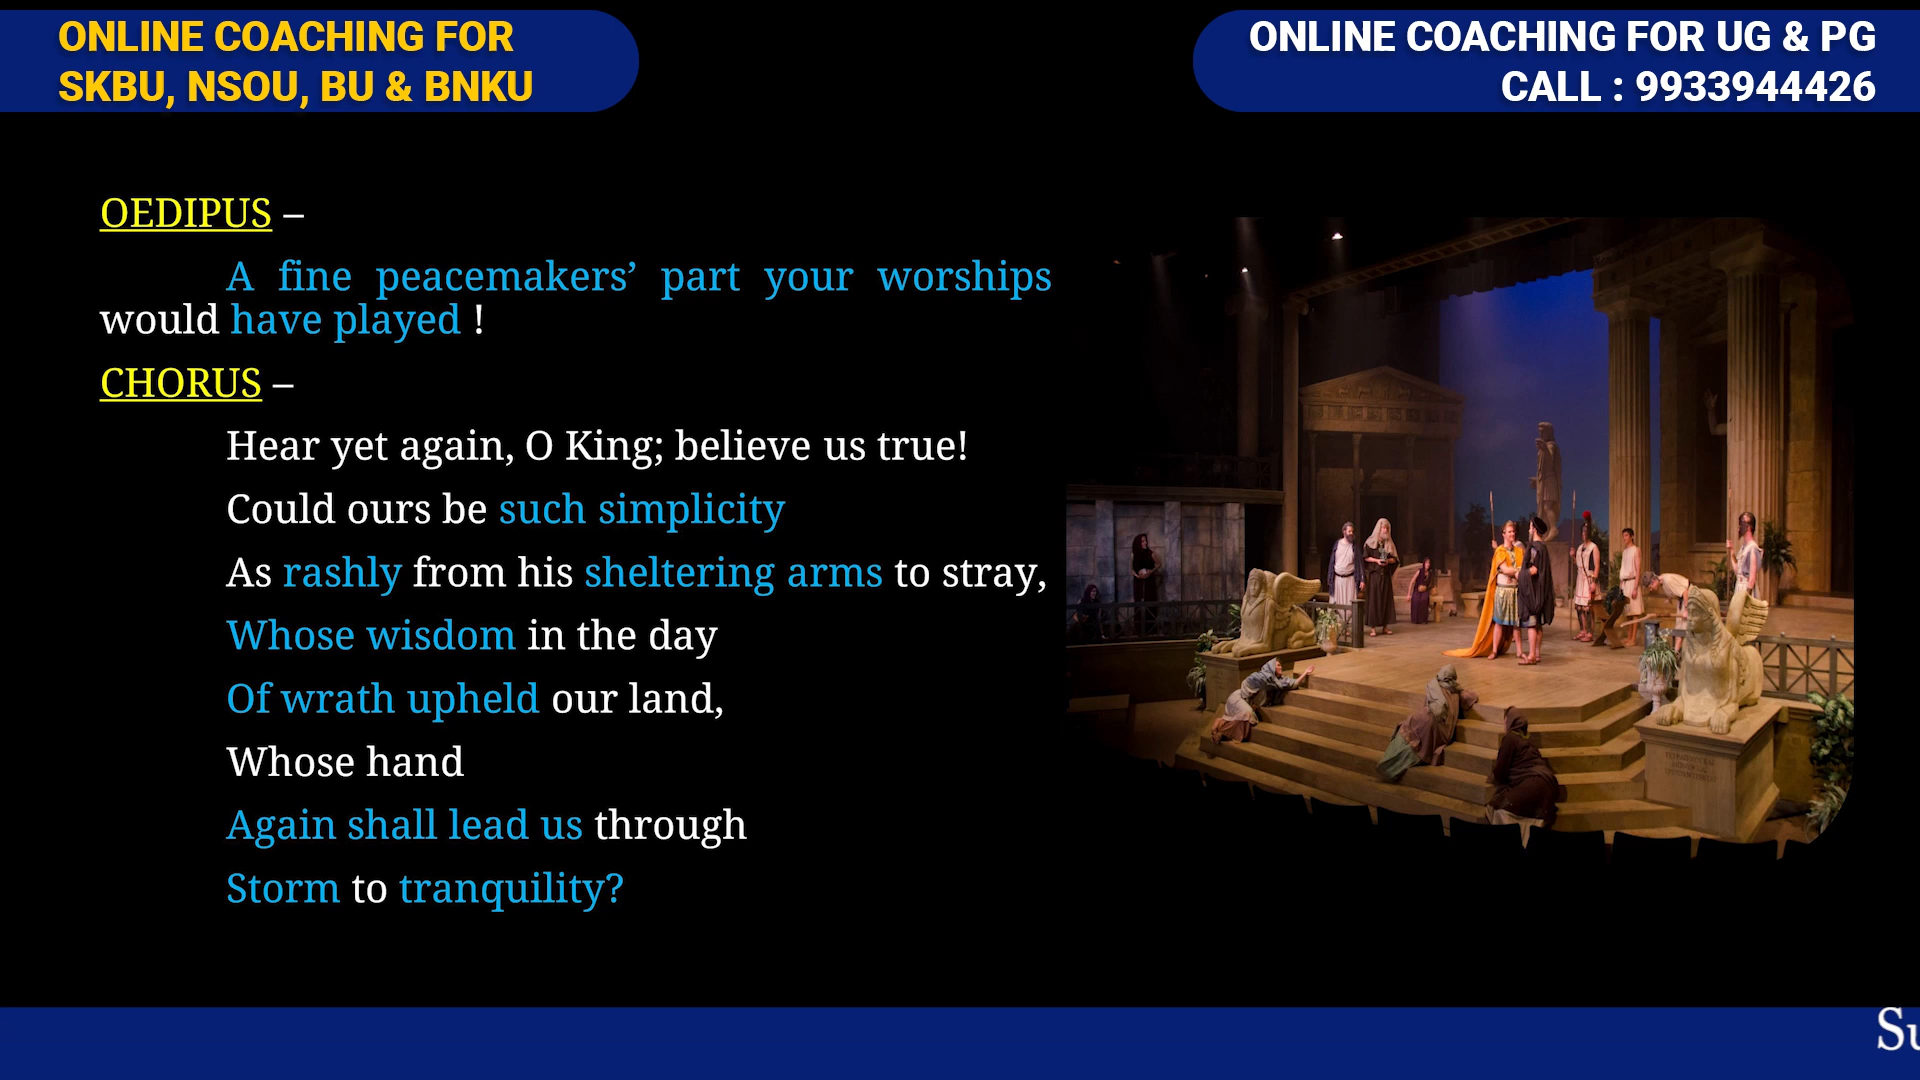 ONLINE COACHING FOR
SKBU, NSOU, BU & BNKU
ONLINE COACHING FOR UG & PG
CALL : 9933944426
OEDIPUS –
A fine peacemakers’ part your worships
would have played !
CHORUS –
Hear yet again, O King; believe us true!
Could ours be such simplicity
As rashly from his sheltering arms to stray,
Whose wisdom in the day
Of wrath upheld our land,
Whose hand
Again shall lead us through
Storm to tranquility?